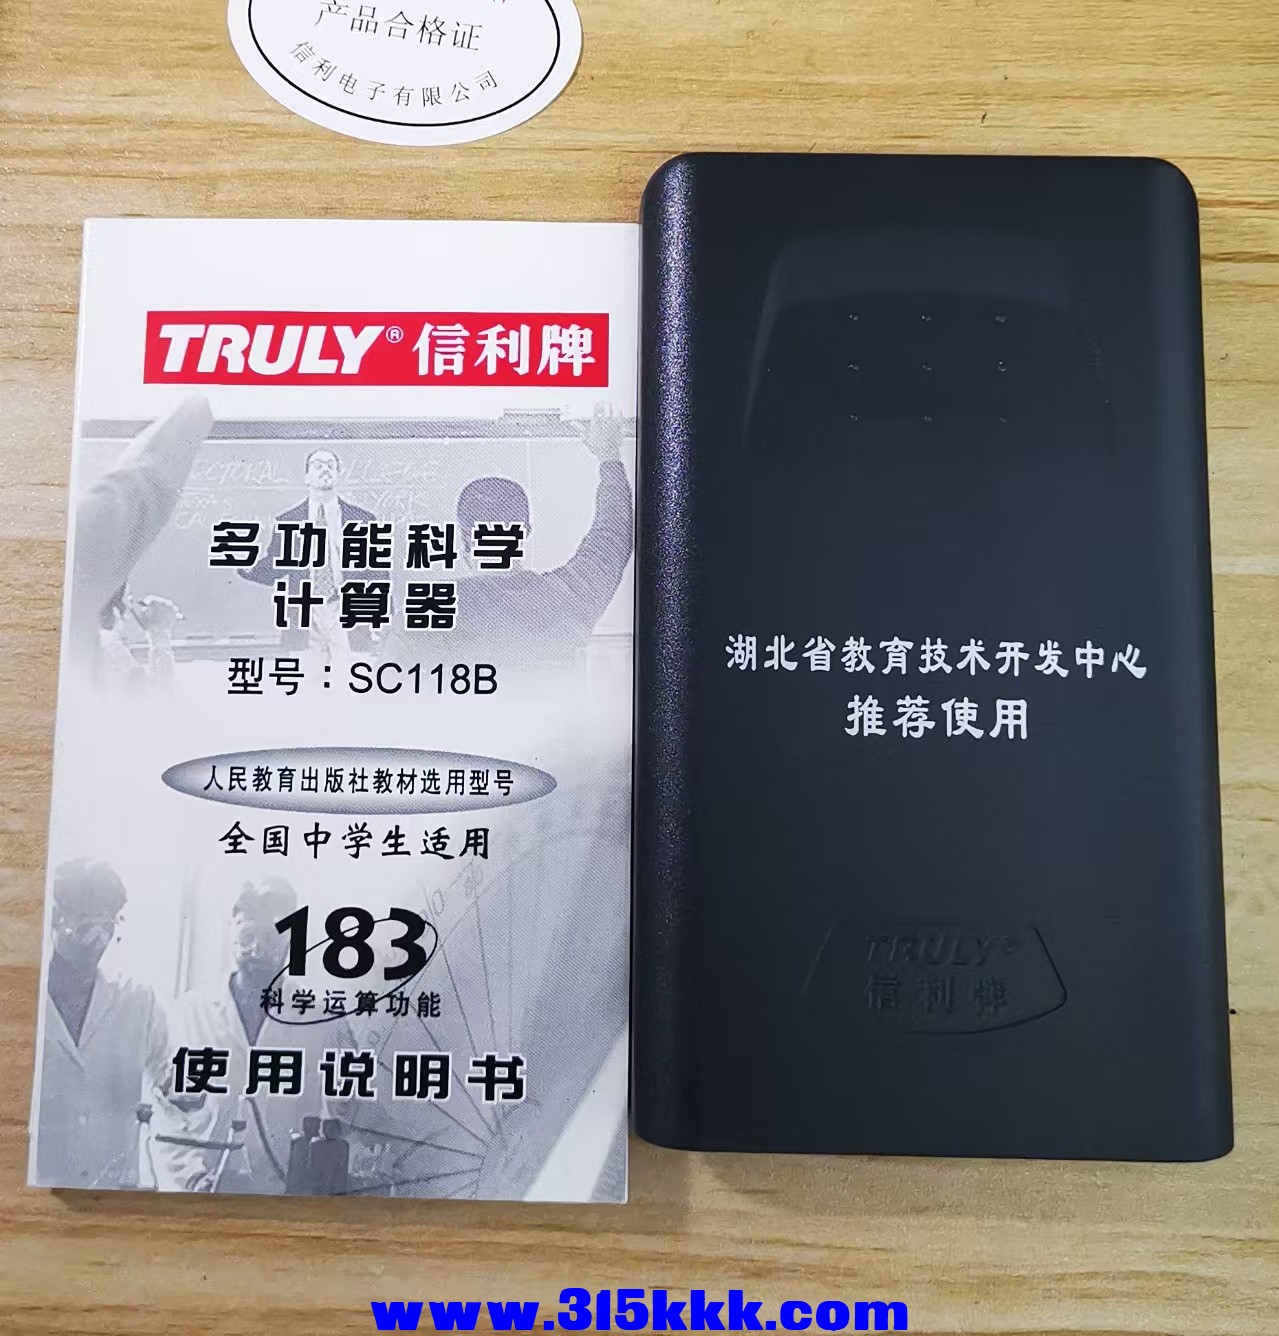 产品合格证
信利电子有限公司
TRULY® 信利牌
多功能科学
计算器
型号：SC118B
人民教育出版社教材选用型号
全国中学生适用
183
科学运算功能
使用说明书
湖北省教育技术开发中心
推荐使用
TRULY®
信利牌
www.315kkk.com